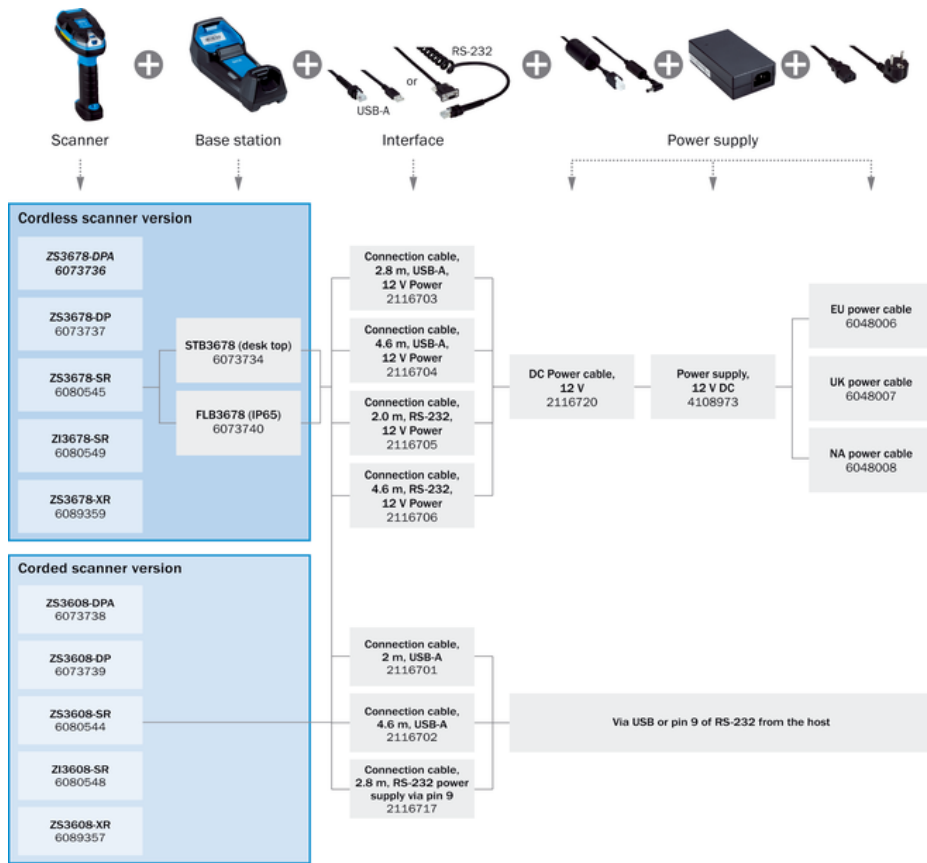 RS-232
or
USB-A
Scanner
Base station
Interface
Power supply
Cordless scanner version
ZS3678-DPA
6073736
ZS3678-DP
6073737
ZS3678-SR
6080545
ZI3678-SR
6080549
ZS3678-XR
6089359
STB3678 (desk top)
6073734
FLB3678 (IP65)
6073740
Connection cable,
2.8 m, USB-A,
12 V Power
2116703
Connection cable,
4.6 m, USB-A,
12 V Power
2116704
Connection cable,
2.0 m, RS-232,
12 V Power
2116705
Connection cable,
4.6 m, RS-232,
12 V Power
2116706
DC Power cable,
12 V
2116720
Power supply,
12 V DC
4108973
EU power cable
6048006
UK power cable
6048007
NA power cable
6048008
Corded scanner version
ZS3608-DPA
6073738
ZS3608-DP
6073739
ZS3608-SR
6080544
ZI3608-SR
6080548
ZS3608-XR
6089357
Connection cable,
2 m, USB-A
2116701
Connection cable,
4.6 m, USB-A
2116702
Connection cable,
2.8 m, RS-232 power
supply via pin 9
2116717
Via USB or pin 9 of RS-232 from the host